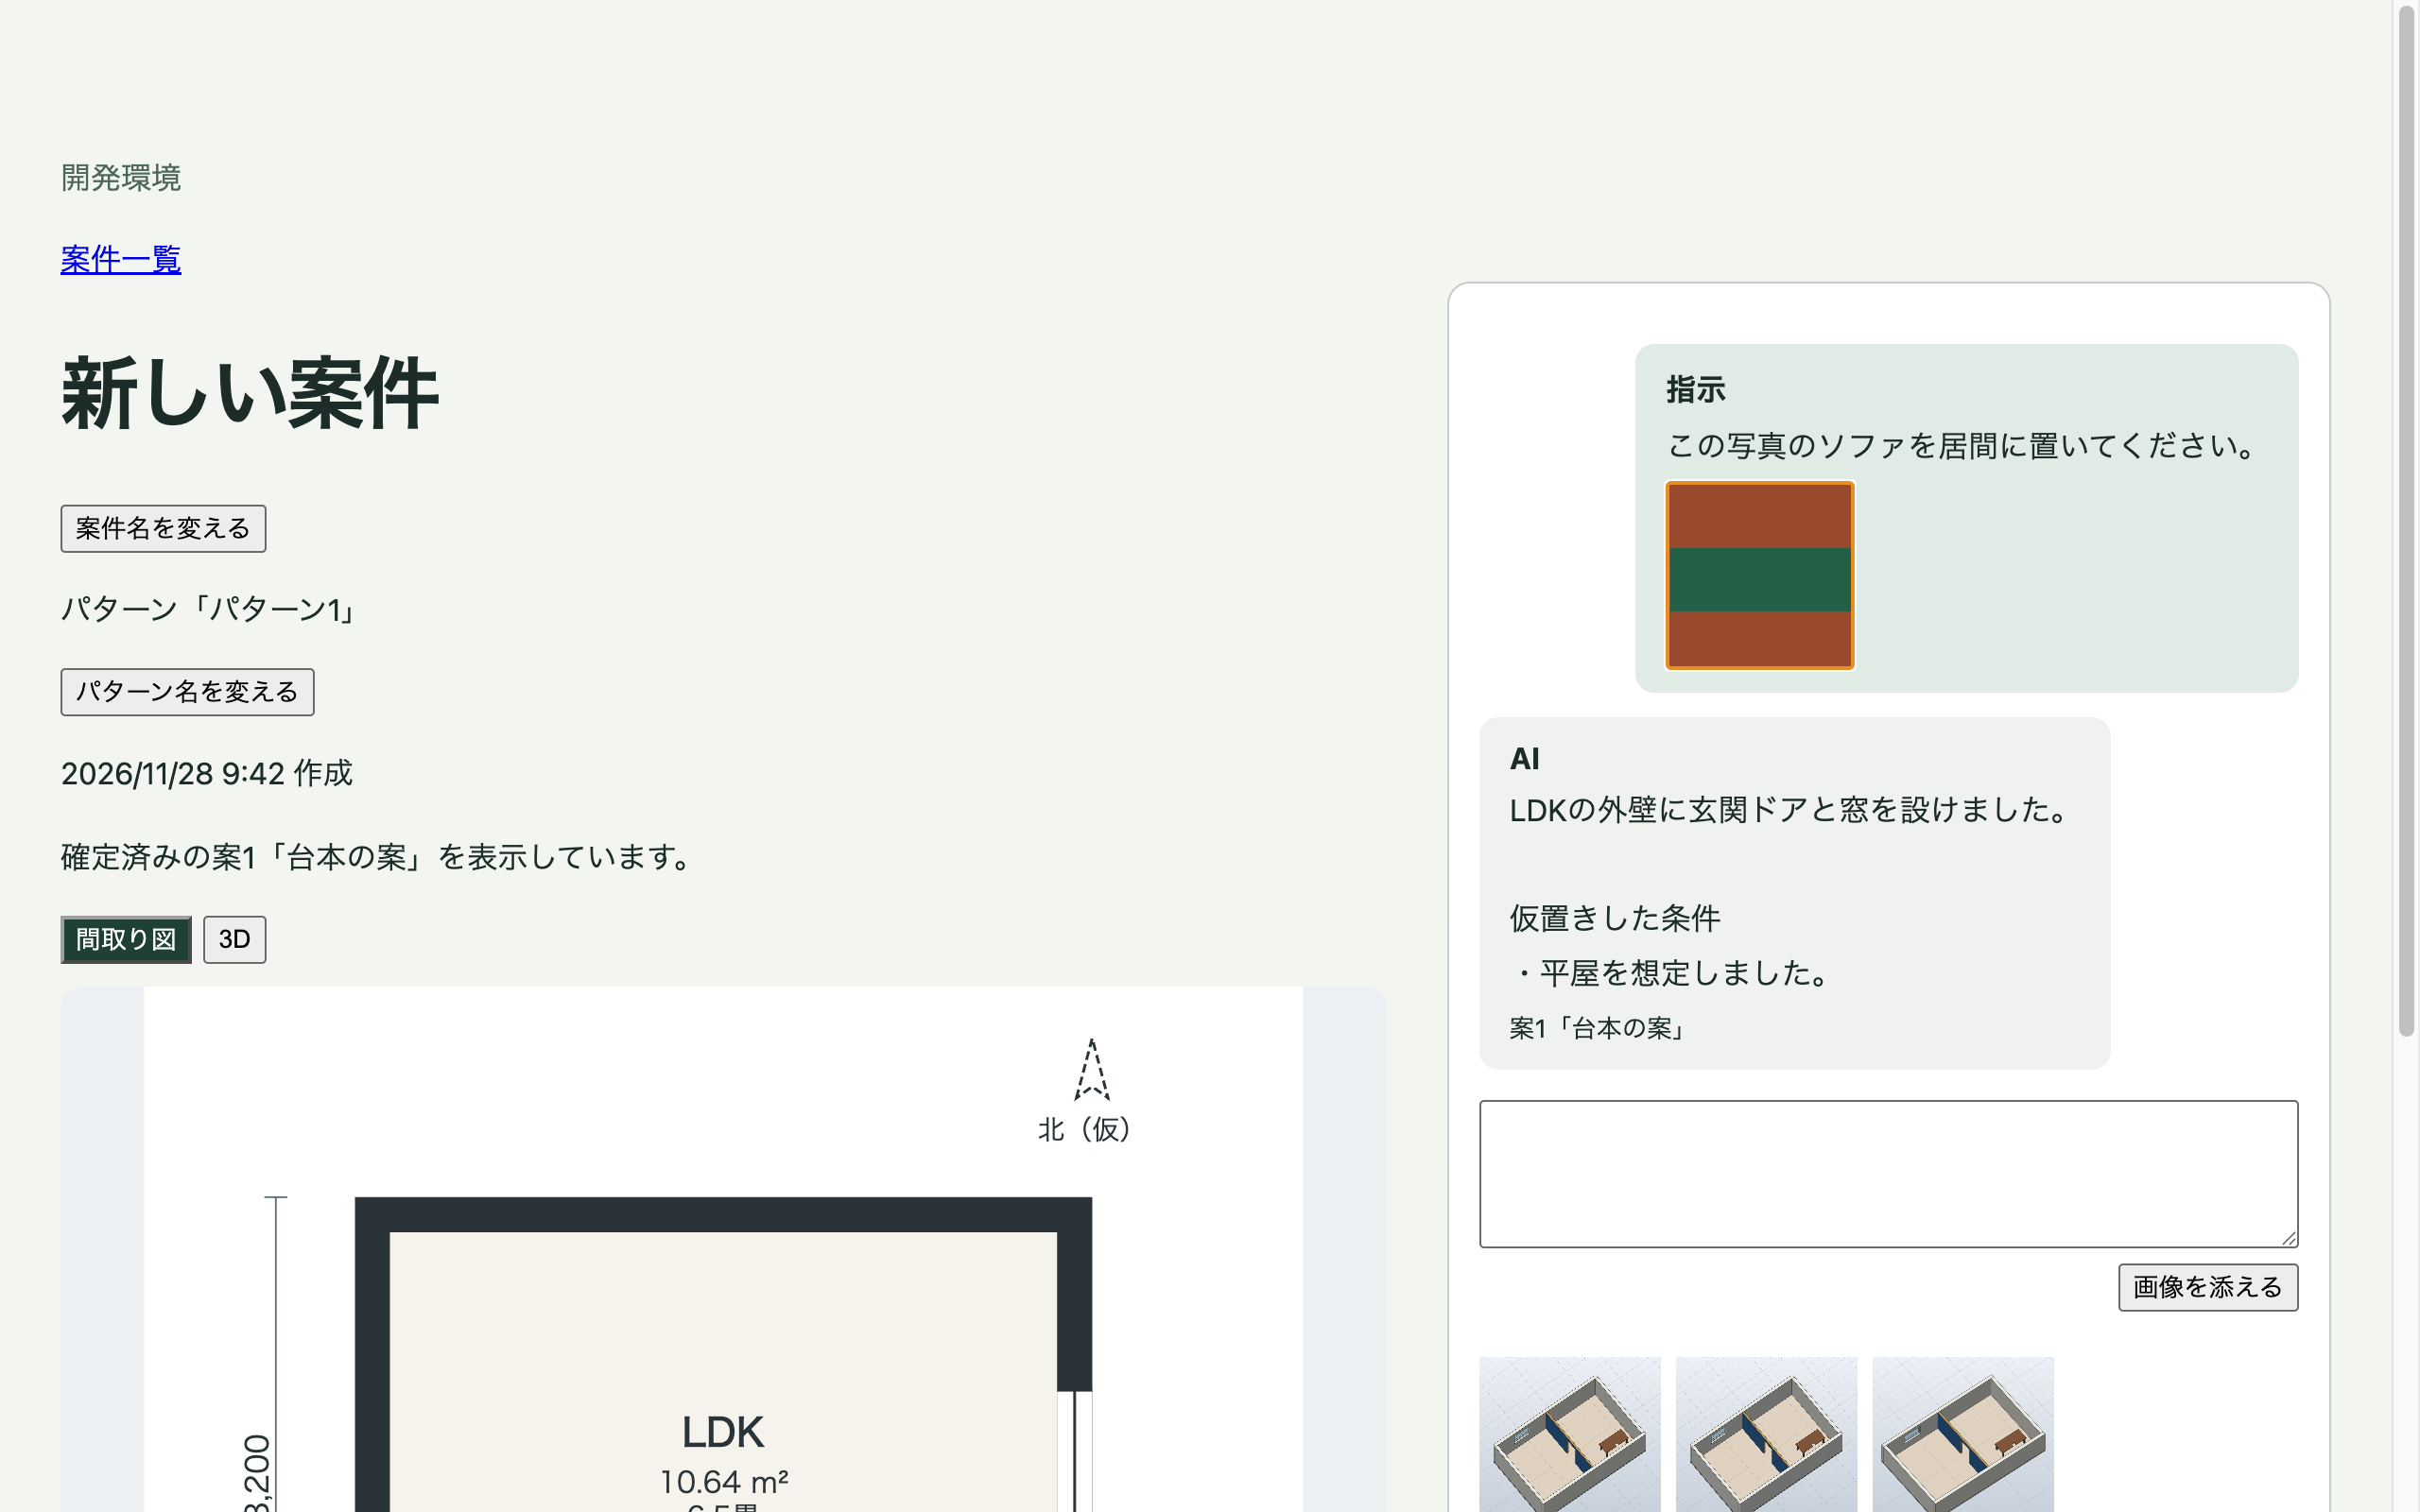 開発環境
案件一覧
新しい案件
案件名を変える
パターン「パターン1」
パターン名を変える
2026/11/28 9:42 作成
確定済みの案1「台本の案」を表示しています。
間取り図 3D
北（仮）
LDK
10.64 m²
指示
この写真のソファを居間に置いてください。
AI
LDKの外壁に玄関ドアと窓を設けました。
仮置きした条件
・平屋を想定しました。
案1「台本の案」
画像を添える